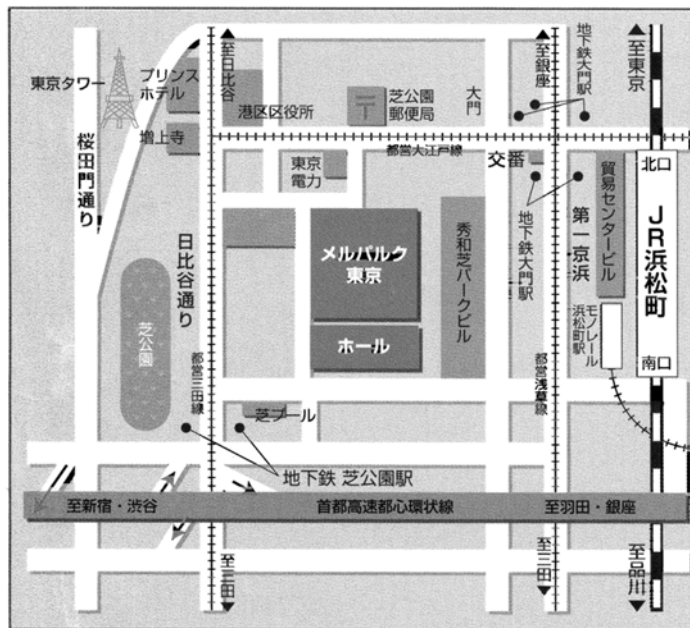 至日比谷
至銀座
地下鉄大門駅
至東京
東京タワー
プリンス
ホテル
港区区役所
芝公園
郵便局
大門
増上寺
都営大江戸線
桜田門通り
東京
電力
交番
北口
地下鉄大門駅
第一京浜
貿易センタービル
JR浜松町
日比谷通り
メルパルク
東京
ホール
秀和芝パークビル
モノレール
浜松町駅
南口
芝公園
都営三田線
都営浅草線
芝プール
地下鉄 芝公園駅
至新宿・渋谷
首都高速都心環状線
至羽田・銀座
至三田
至三田
至品川